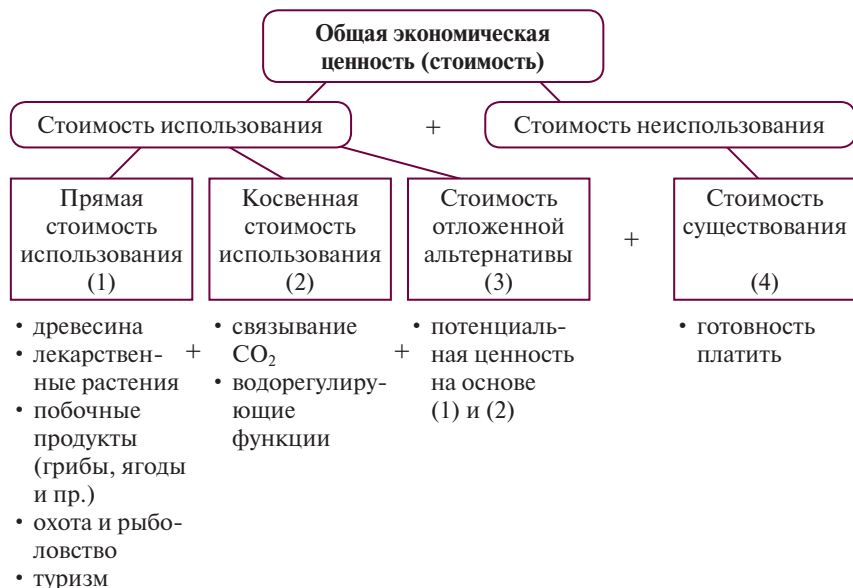 Общая экономическая
ценность (стоимость)
Стоимость использования
+
Стоимость неиспользования
Прямая
стоимость
использования
(1)
Косвенная
стоимость
использования
(2)
Стоимость
отложенной
альтернативы
(3)
+
Стоимость
существования
(4)
• древесина
• лекарствен-
ные растения
• побочные
продукты
(грибы, ягоды
и пр.)
• охота и рыбо-
ловство
• туризм
+
• связывание
CO₂
• водорегулиру-
ющие
функции
+
• потенциаль-
ная ценность
на основе
(1) и (2)
• готовность
платить